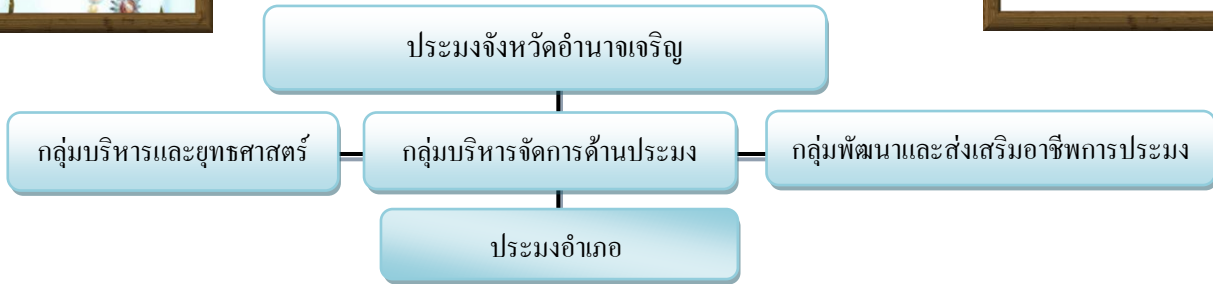 ประมงจังหวัดอำนาจเจริญ
กลุ่มบริหารและยุทธศาสตร์
กลุ่มบริหารจัดการด้านประมง
กลุ่มพัฒนาและส่งเสริมอาชีพการประมง
ประมงอำเภอ